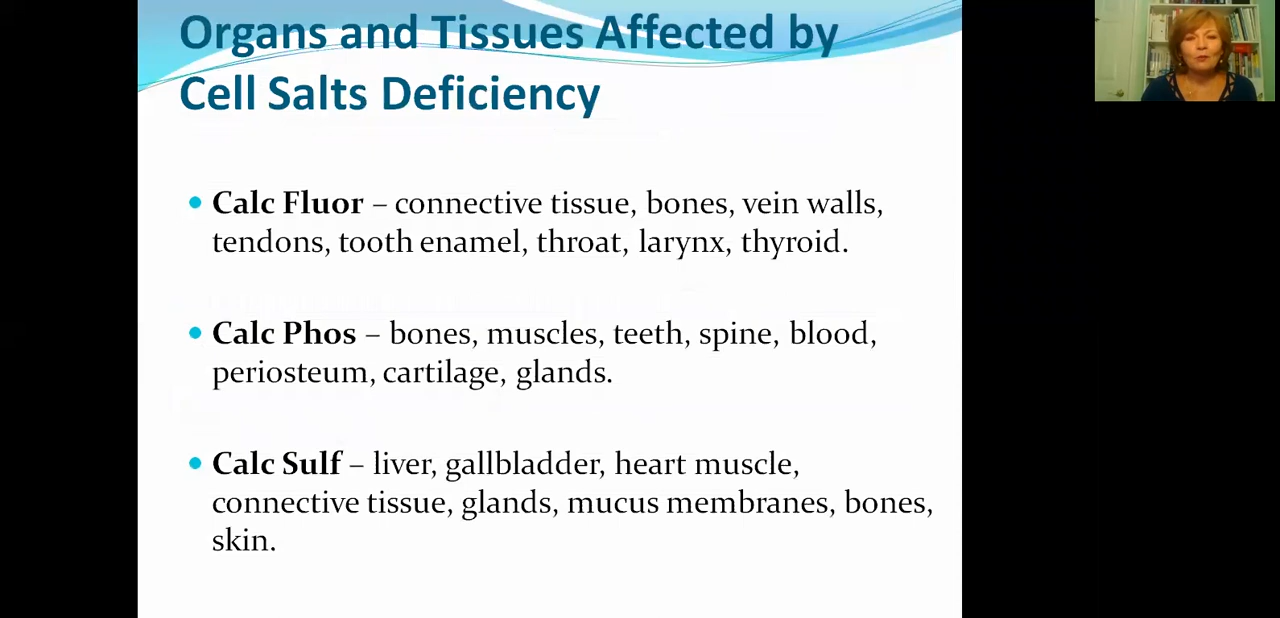 Organs and Tissues Affected by
Cell Salts Deficiency
• Calc Fluor – connective tissue, bones, vein walls,
tendons, tooth enamel, throat, larynx, thyroid.
• Calc Phos – bones, muscles, teeth, spine, blood,
periosteum, cartilage, glands.
• Calc Sulf – liver, gallbladder, heart muscle,
connective tissue, glands, mucus membranes, bones,
skin.